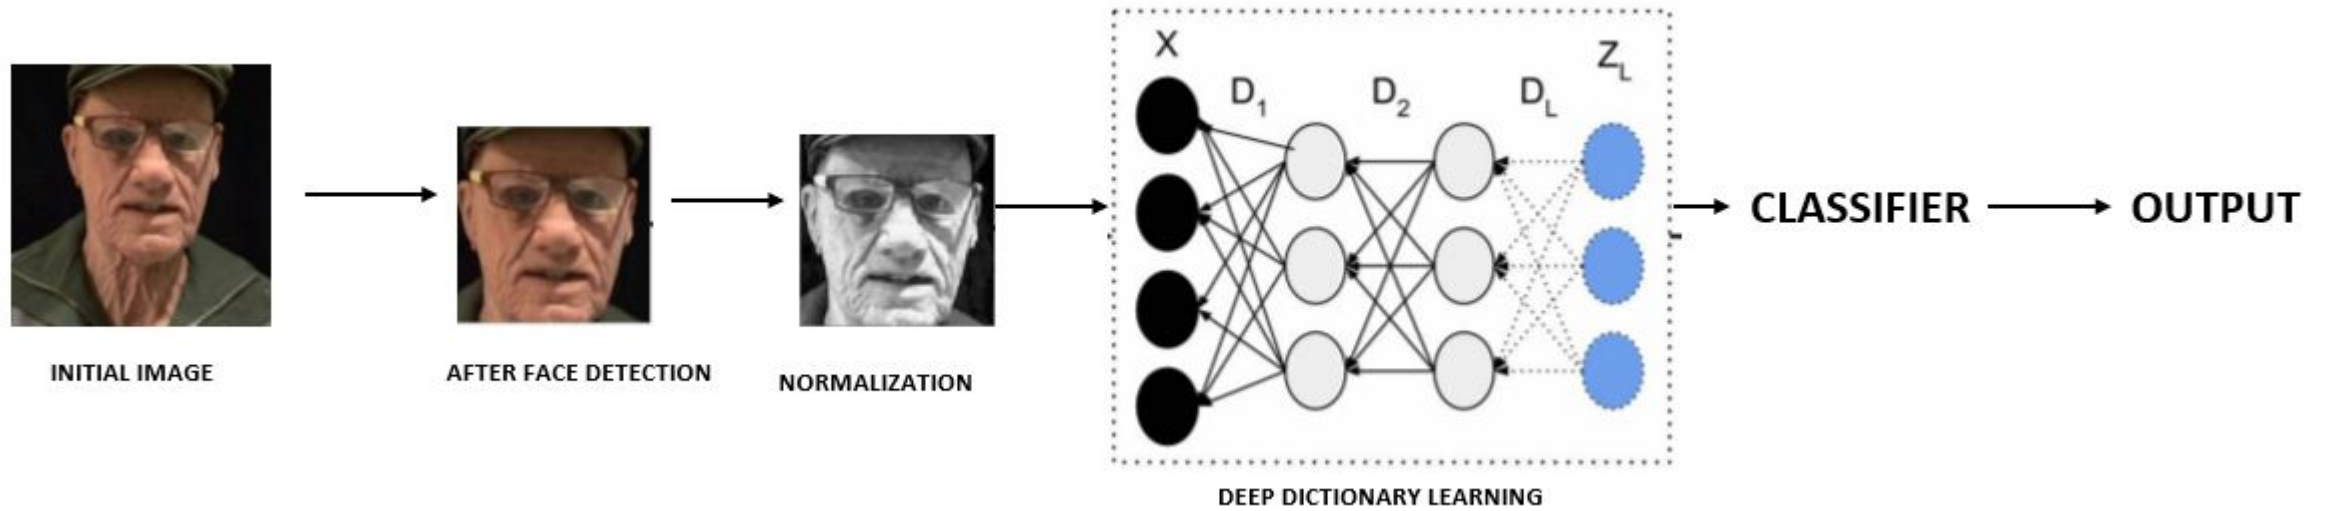 INITIAL IMAGE
AFTER FACE DETECTION
NORMALIZATION
X
D1
D2
DL
ZL
DEEP DICTIONARY LEARNING
CLASSIFIER
OUTPUT